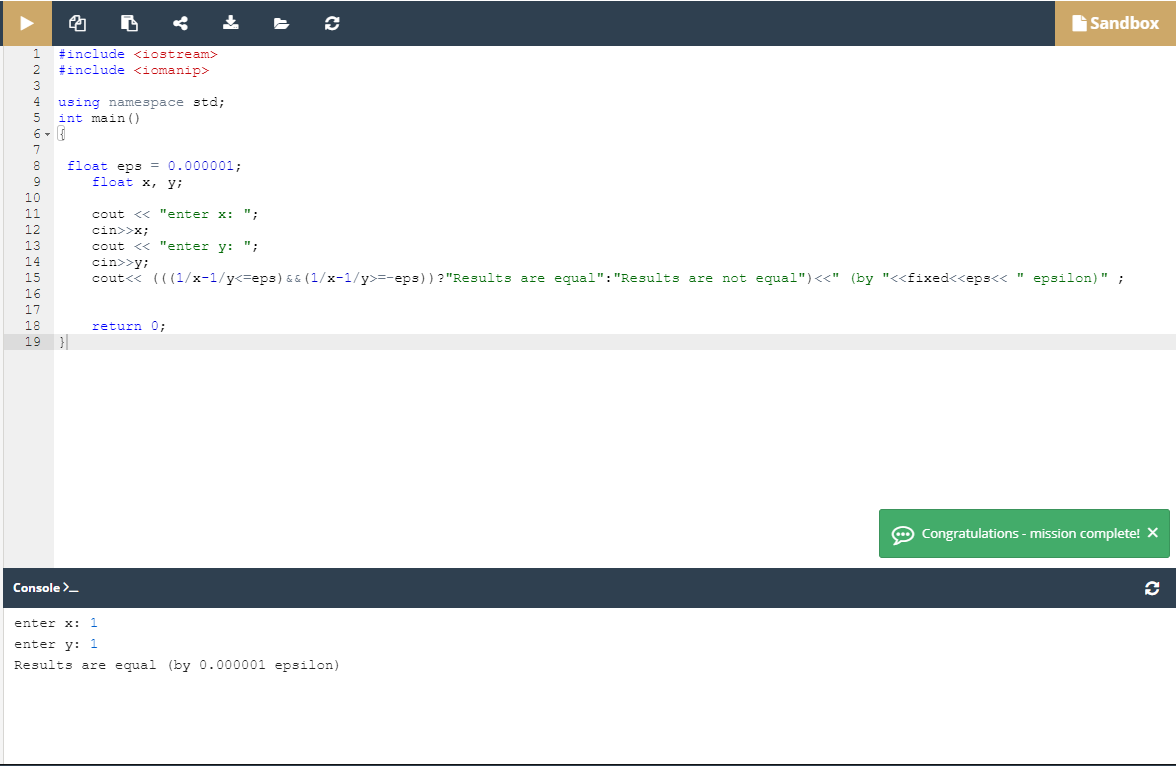 Sandbox
1 #include <iostream>
2 #include <iomanip>
3
4 using namespace std;
5 int main()
6 {
7
8  float eps = 0.000001;
9     float x, y;
10
11     cout << "enter x: ";
12     cin>>x;
13     cout << "enter y: ";
14     cin>>y;
15     cout<< (((1/x-1/y<=eps)&&(1/x-1/y>=-eps))?"Results are equal":"Results are not equal")<<" (by "<<fixed<<eps<< " epsilon)" ;
16
17
18     return 0;
19 }
Congratulations - mission complete! ×
Console >_
enter x: 1
enter y: 1
Results are equal (by 0.000001 epsilon)